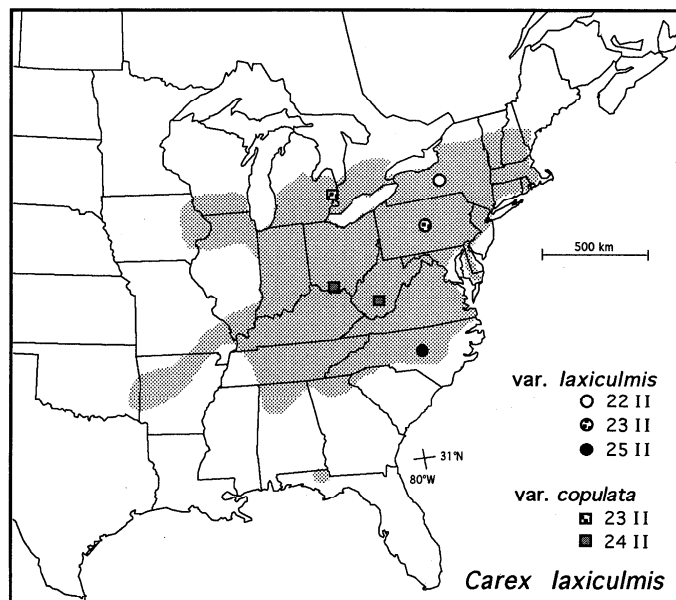 500 km
var. laxiculmis
22 II
23 II
25 II
31°N
80°W
var. copulata
23 II
24 II
Carex laxiculmis